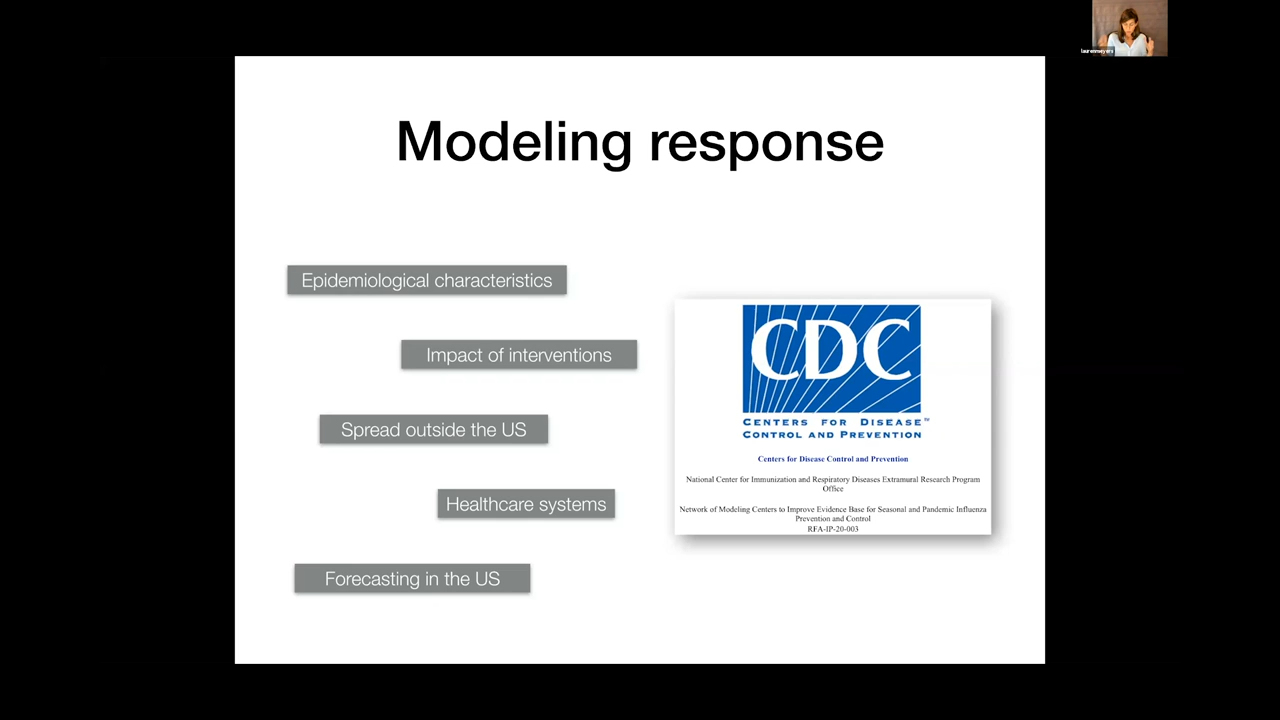 laurenmeyers
Modeling response
Epidemiological characteristics
Impact of interventions
Spread outside the US
Healthcare systems
Forecasting in the US
CDC
CENTERS FOR DISEASE™
CONTROL AND PREVENTION
Centers for Disease Control and Prevention
National Center for Immunization and Respiratory Diseases Extramural Research Program
Office
Network of Modeling Centers to Improve Evidence Base for Seasonal and Pandemic Influenza
Prevention and Control
RFA-IP-20-003